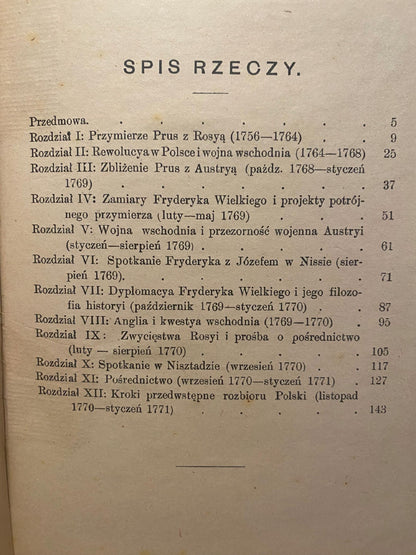 SPIS RZECZY.
Przedmowa. . . . . . . . 5
Rozdział I: Przymierze Prus z Rosyą (1756—1764) . . 9
Rozdział II: Rewolucya w Polsce i wojna wschodnia (1764—1768) 25
Rozdział III: Zbliżenie Prus z Austryą (paźdz. 1768—styczeń
1769) . . . . . . . . 37
Rozdział IV: Zamiary Fryderyka Wielkiego i projekty potrój-
nego przymierza (luty—maj 1769) . . . . 51
Rozdział V: Wojna wschodnia i przezorność wojenna Austryi
(styczeń—sierpień 1769) . . . . . 61
Rozdział VI: Spotkanie Fryderyka z Józefem w Nissie (sier-
pień 1769). . . . . . . . 71
Rozdział VII: Dyplomacya Fryderyka Wielkiego i jego filozo-
fia historyi (październik 1769—styczeń 1770) . . 87
Rozdział VIII: Anglia i kwestya wschodnia (1769—1770) . 95
Rozdział IX: Zwycięstwa Rosyi i prośba o pośrednictwo
(luty — sierpień 1770) . . . . . 105
Rozdział X: Spotkanie w Nisztadzie (wrzesień 1770) . . 117
Rozdział XI: Pośrednictwo (wrzesień 1770—styczeń 1771) . 127
Rozdział XII: Kroki przedwstępne rozbioru Polski (listopad
1770—styczeń 1771) . . . . . 143